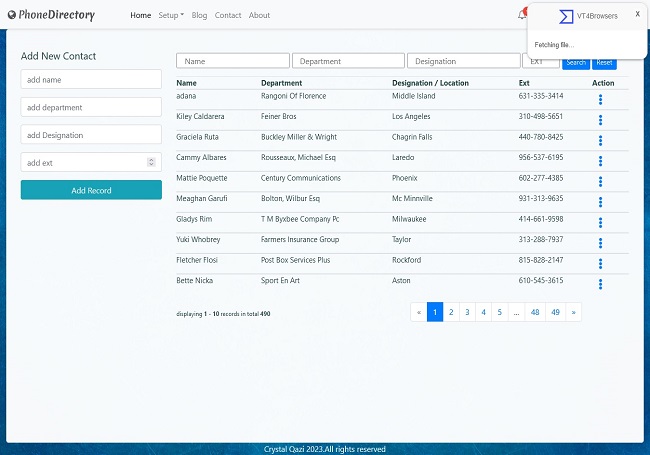 PhoneDirectory Home Setup Blog Contact About
VT4Browsers X
Fetching file...
Add New Contact
add name
add department
add Designation
add ext
Add Record
Name Department Designation EXT Search Reset
Name Department Designation / Location Ext Action
adana Rangoni Of Florence Middle Island 631-335-3414
Kiley Caldarera Feiner Bros Los Angeles 310-498-5651
Graciela Ruta Buckley Miller & Wright Chagrin Falls 440-780-8425
Cammy Albares Rousseaux, Michael Esq Laredo 956-537-6195
Mattie Poquette Century Communications Phoenix 602-277-4385
Meaghan Garufi Bolton, Wilbur Esq Mc Minnville 931-313-9635
Gladys Rim T M Byxbee Company Pc Milwaukee 414-661-9598
Yuki Whobrey Farmers Insurance Group Taylor 313-288-7937
Fletcher Flosi Post Box Services Plus Rockford 815-828-2147
Bette Nicka Sport En Art Aston 610-545-3615
displaying 1 - 10 records in total 490
« 1 2 3 4 5 ... 48 49 »
Crystal Qazi 2023.All rights reserved